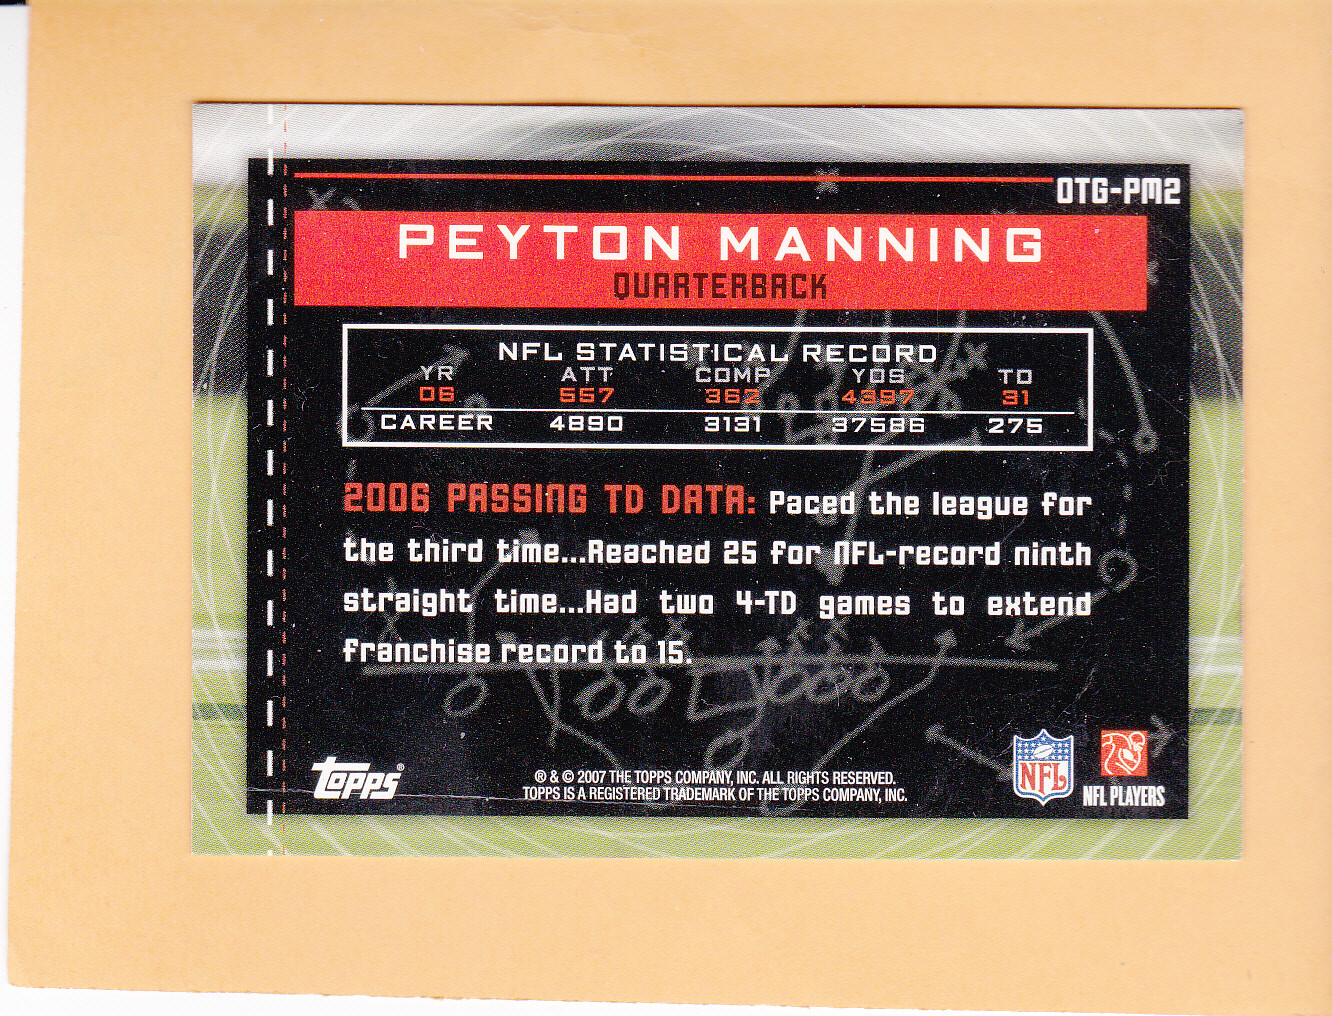 OTG-PM2
PEYTON MANNING
QUARTERBACK
NFL STATISTICAL RECORD
YR ATT COMP YDS TD
06 557 362 4397 31
CAREER 4890 3131 37586 275
2006 PASSING TD DATA: Paced the league for
the third time...Reached 25 for NFL-record ninth
straight time...Had two 4-TD games to extend
franchise record to 15.
topps®
® & © 2007 THE TOPPS COMPANY, INC. ALL RIGHTS RESERVED.
TOPPS IS A REGISTERED TRADEMARK OF THE TOPPS COMPANY, INC.
NFL
NFL PLAYERS